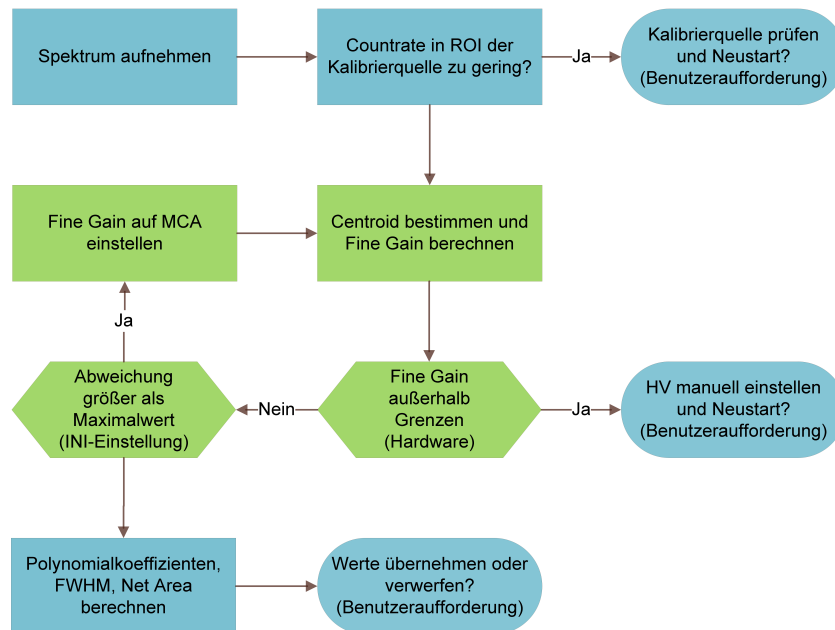 Spektrum aufnehmen
Countrate in ROI der
Kalibrierquelle zu gering?
Ja
Kalibrierquelle prüfen
und Neustart?
(Benutzeraufforderung)
Fine Gain auf MCA
einstellen
Centroid bestimmen und
Fine Gain berechnen
Ja
Abweichung
größer als
Maximalwert
(INI-Einstellung)
Nein
Fine Gain
außerhalb
Grenzen
(Hardware)
Ja
HV manuell einstellen
und Neustart?
(Benutzeraufforderung)
Polynomialkoeffizienten,
FWHM, Net Area
berechnen
Werte übernehmen oder
verwerfen?
(Benutzeraufforderung)